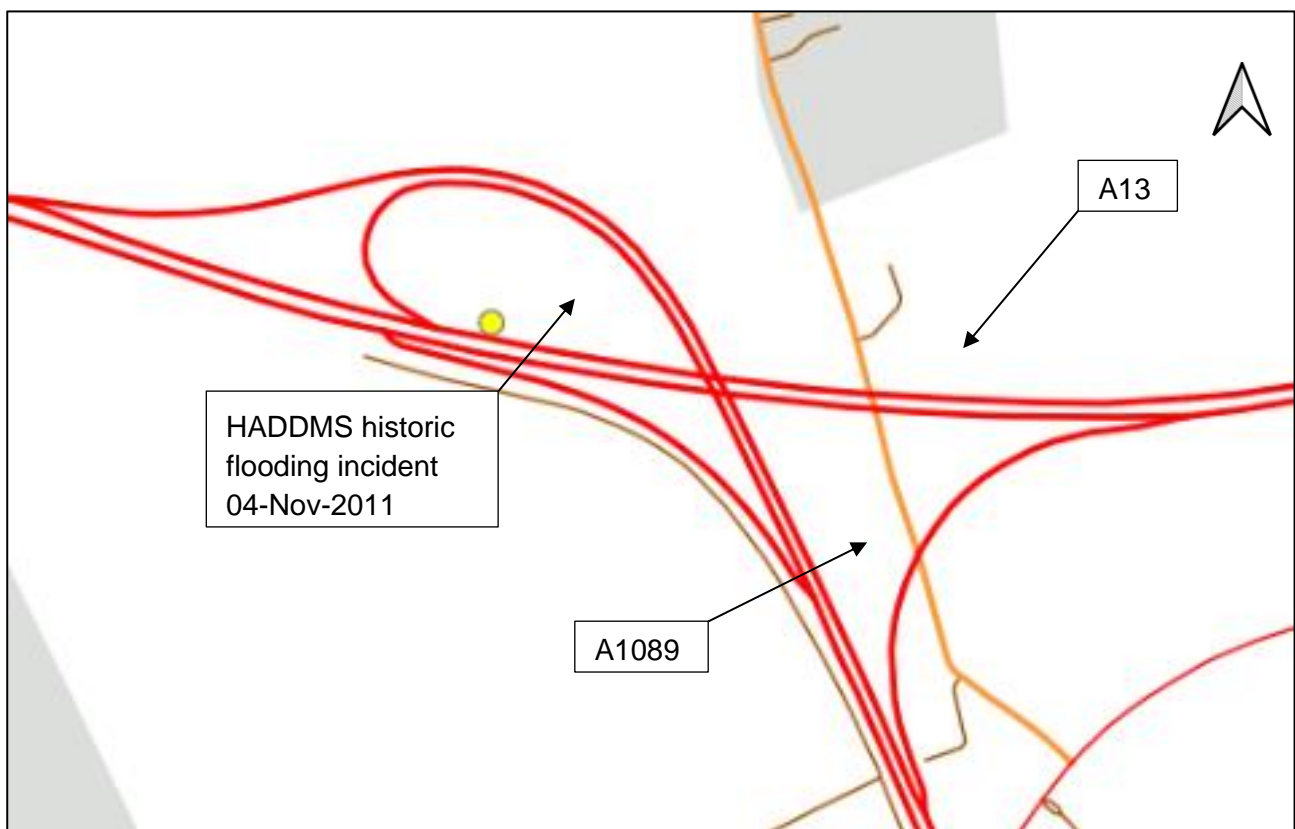 A13
HADDMS historic
flooding incident
04-Nov-2011
A1089